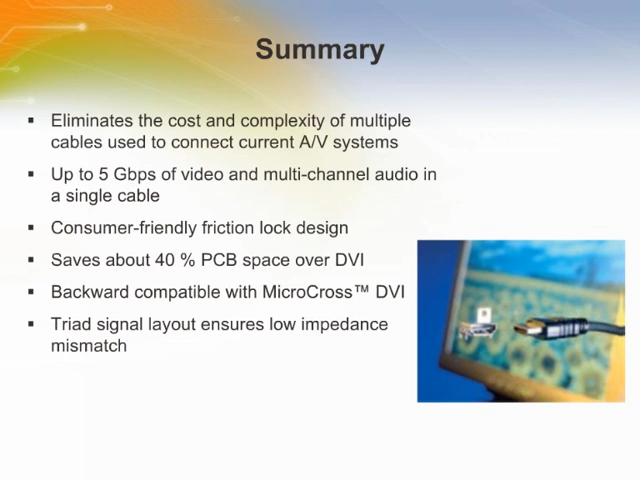 Summary
▪ Eliminates the cost and complexity of multiple
cables used to connect current A/V systems
▪ Up to 5 Gbps of video and multi-channel audio in
a single cable
▪ Consumer-friendly friction lock design
▪ Saves about 40 % PCB space over DVI
▪ Backward compatible with MicroCross™ DVI
▪ Triad signal layout ensures low impedance
mismatch